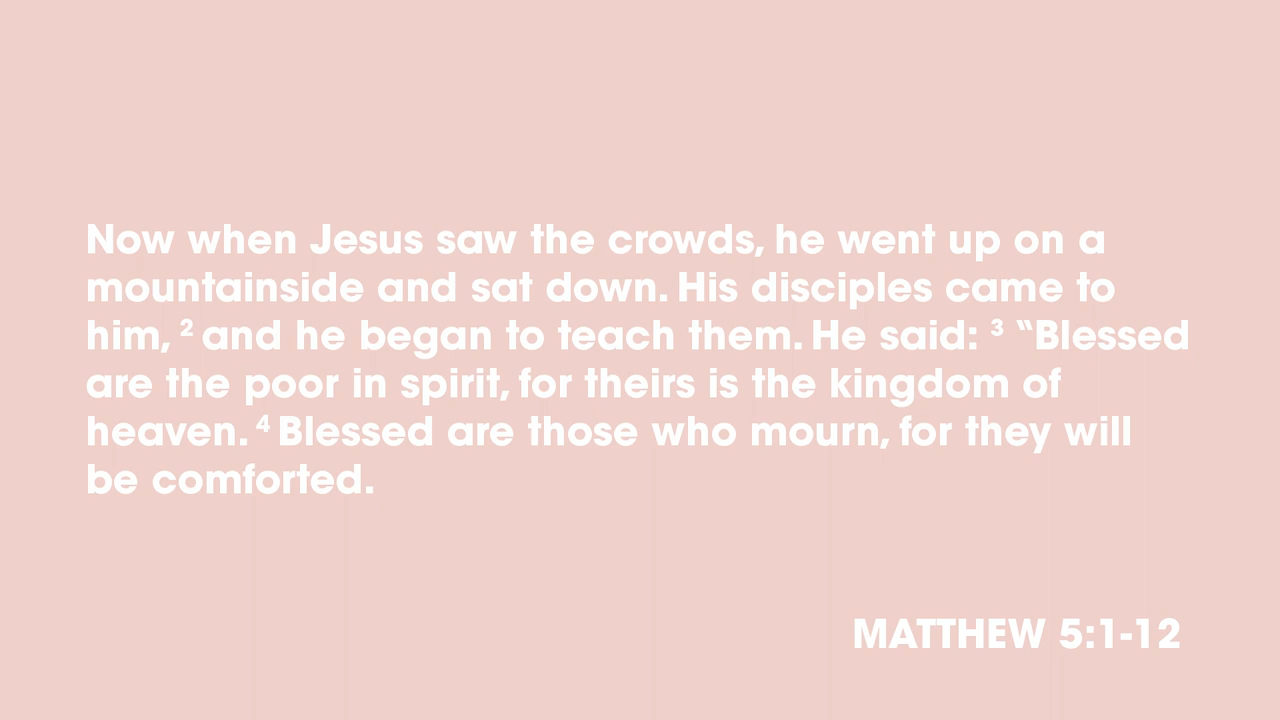 Now when Jesus saw the crowds, he went up on a
mountainside and sat down. His disciples came to
him, ² and he began to teach them. He said: ³ “Blessed
are the poor in spirit, for theirs is the kingdom of
heaven. ⁴ Blessed are those who mourn, for they will
be comforted.
MATTHEW 5:1-12